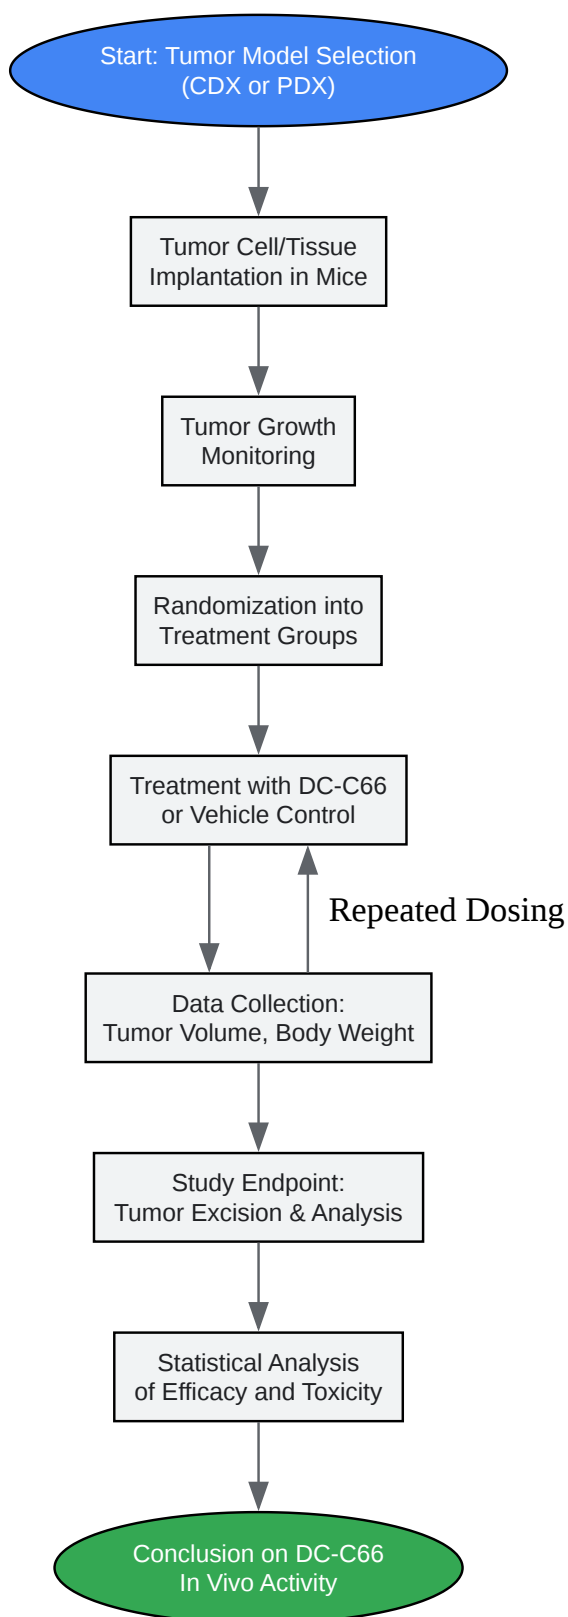 Start: Tumor Model Selection
(CDX or PDX)
Tumor Cell/Tissue
Implantation in Mice
Tumor Growth
Monitoring
Randomization into
Treatment Groups
Treatment with DC-C66
or Vehicle Control
Repeated Dosing
Data Collection:
Tumor Volume, Body Weight
Study Endpoint:
Tumor Excision & Analysis
Statistical Analysis
of Efficacy and Toxicity
Conclusion on DC-C66
In Vivo Activity